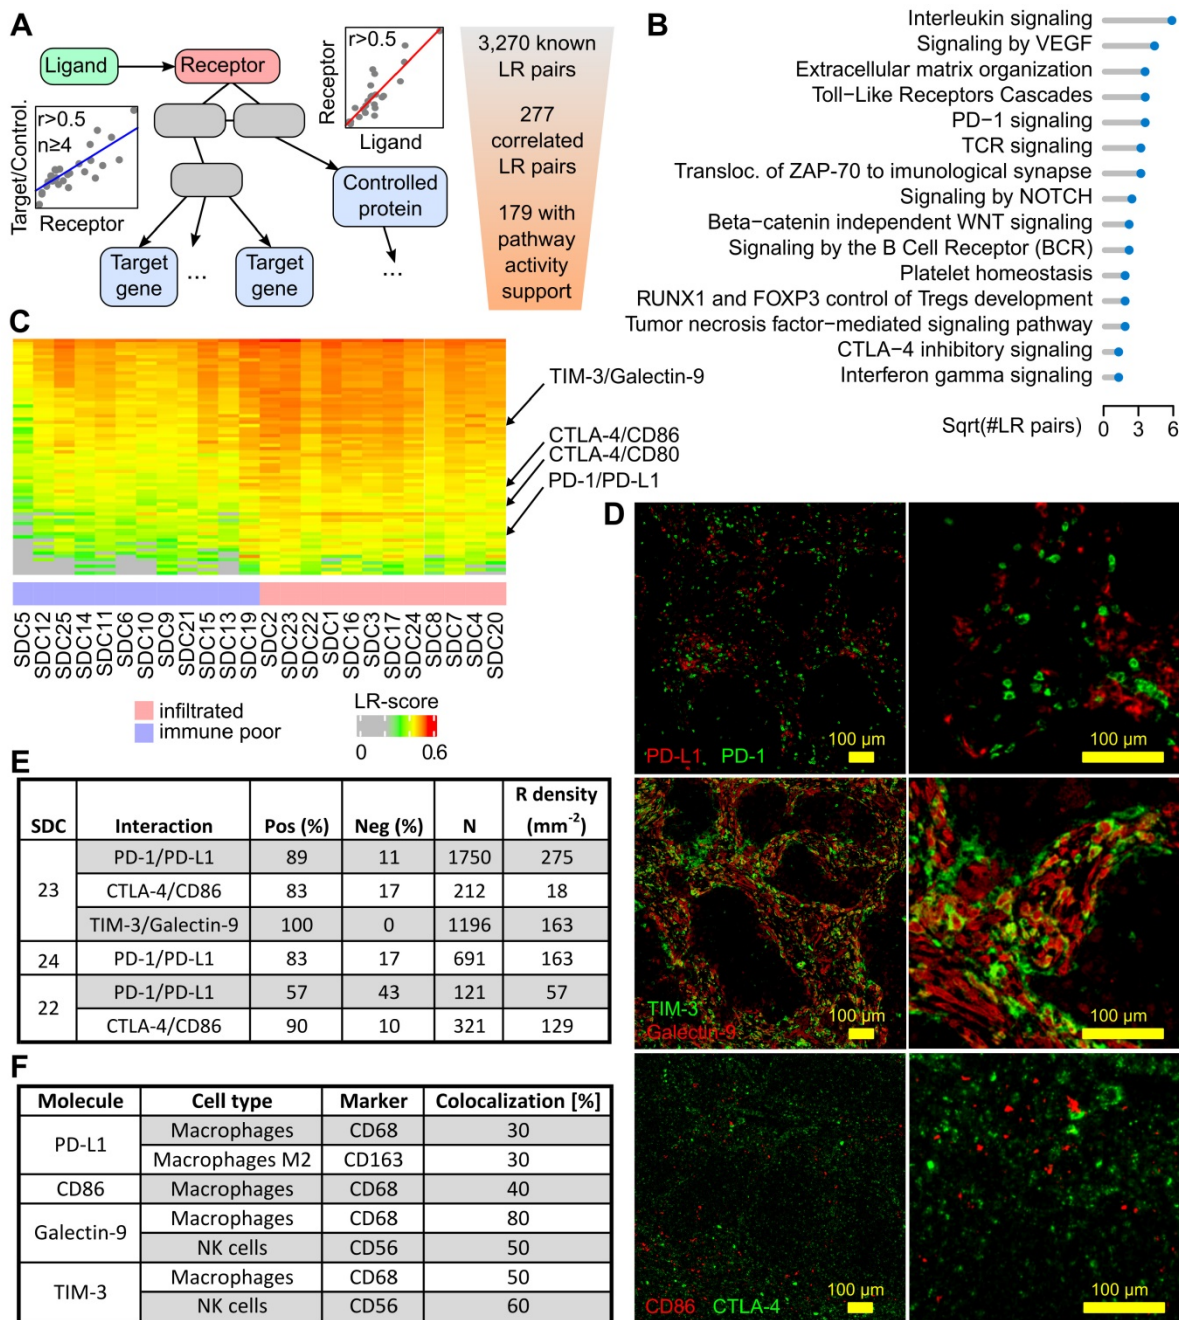 A
Ligand
Receptor
r>0.5
Receptor
Ligand
r>0.5
n≥4
Target/Control.
Receptor
Controlled
protein
Target
gene
...
Target
gene
...
3,270 known
LR pairs
277
correlated
LR pairs
179 with
pathway
activity
support
B
Interleukin signaling
Signaling by VEGF
Extracellular matrix organization
Toll-Like Receptors Cascades
PD-1 signaling
TCR signaling
Transloc. of ZAP-70 to imunological synapse
Signaling by NOTCH
Beta-catenin independent WNT signaling
Signaling by the B Cell Receptor (BCR)
Platelet homeostasis
RUNX1 and FOXP3 control of Tregs development
Tumor necrosis factor-mediated signaling pathway
CTLA-4 inhibitory signaling
Interferon gamma signaling
Sqrt(#LR pairs) 0 3 6
C
TIM-3/Galectin-9
CTLA-4/CD86
CTLA-4/CD80
PD-1/PD-L1
SDC5
SDC12
SDC25
SDC14
SDC11
SDC6
SDC10
SDC9
SDC21
SDC15
SDC13
SDC19
SDC2
SDC23
SDC22
SDC1
SDC16
SDC3
SDC17
SDC24
SDC8
SDC7
SDC4
SDC20
infiltrated
immune poor
LR-score
0 0.6
D
PD-L1 PD-1
100 µm
100 µm
TIM-3
Galectin-9
100 µm
100 µm
CD86 CTLA-4
100 µm
100 µm
E
SDC Interaction Pos (%) Neg (%) N R density (mm⁻²)
23 PD-1/PD-L1 89 11 1750 275
CTLA-4/CD86 83 17 212 18
TIM-3/Galectin-9 100 0 1196 163
24 PD-1/PD-L1 83 17 691 163
22 PD-1/PD-L1 57 43 121 57
CTLA-4/CD86 90 10 321 129
F
Molecule Cell type Marker Colocalization [%]
PD-L1 Macrophages CD68 30
Macrophages M2 CD163 30
CD86 Macrophages CD68 40
Galectin-9 Macrophages CD68 80
NK cells CD56 50
TIM-3 Macrophages CD68 50
NK cells CD56 60